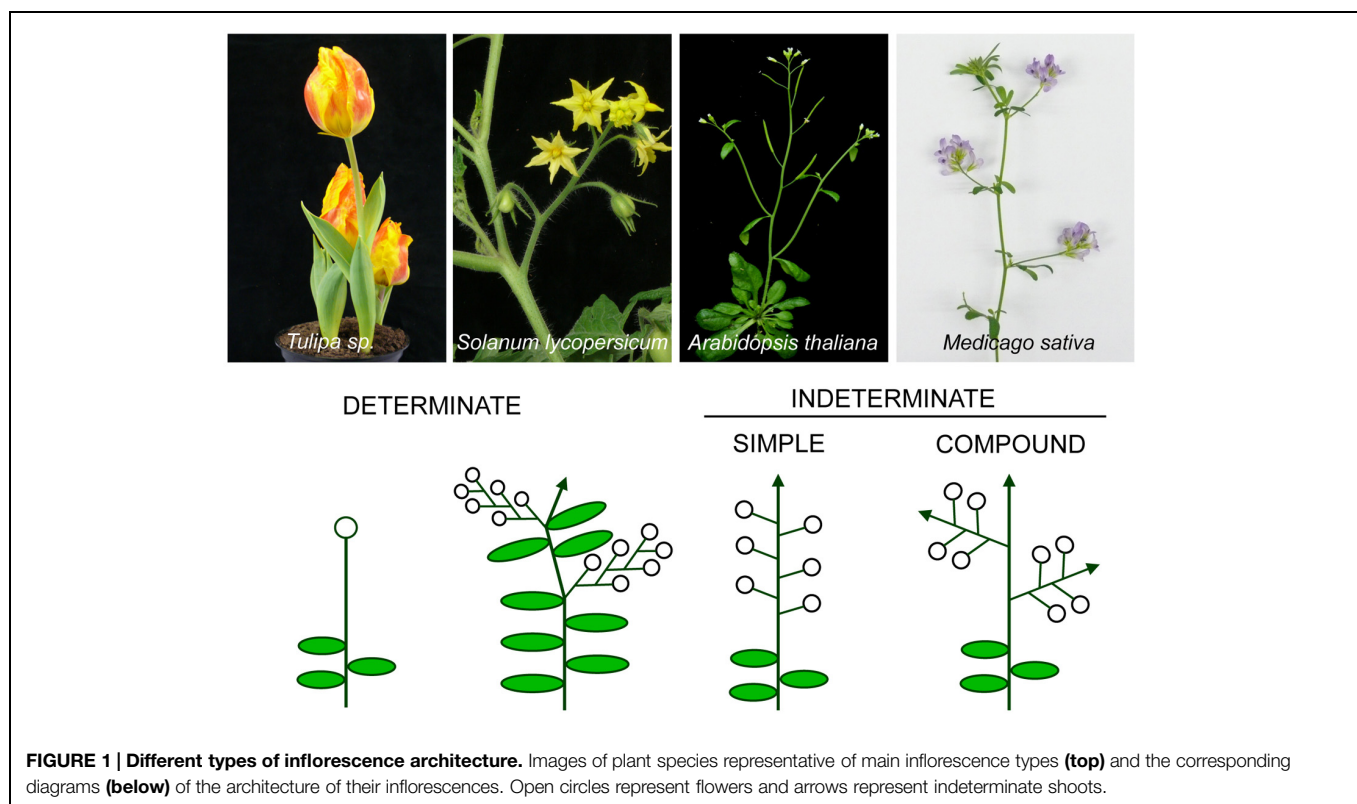 Tulipa sp.
Solanum lycopersicum
Arabidopsis thaliana
Medicago sativa
DETERMINATE
INDETERMINATE
SIMPLE
COMPOUND
FIGURE 1 | Different types of inflorescence architecture. Images of plant species representative of main inflorescence types (top) and the corresponding
diagrams (below) of the architecture of their inflorescences. Open circles represent flowers and arrows represent indeterminate shoots.